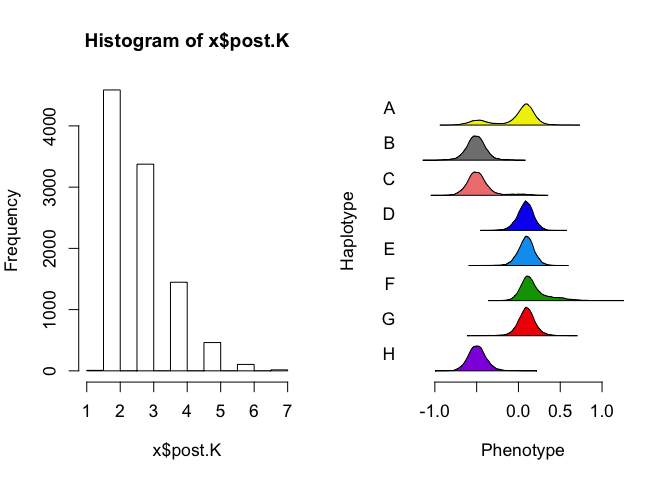 Histogram of x$post.K
Frequency
0
1000
2000
3000
4000
1 2 3 4 5 6 7
x$post.K
Haplotype
A
B
C
D
E
F
G
H
-1.0 0.0 0.5 1.0
Phenotype